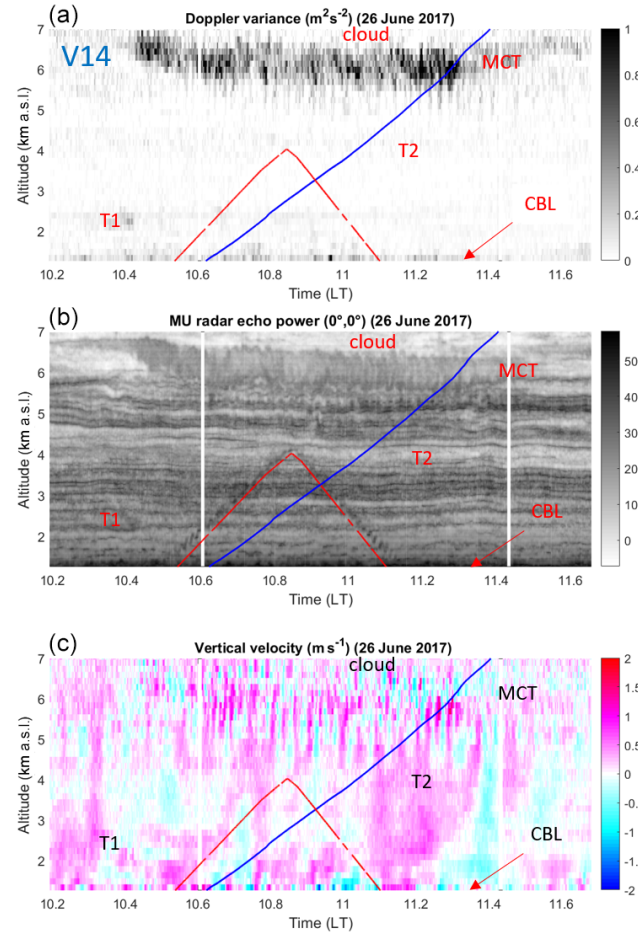 (a)
Doppler variance (m²s⁻²) (26 June 2017)
V14
cloud
MCT
T2
T1
CBL
Altitude (km a.s.l.)
7
6
5
4
3
2
10.2 10.4 10.6 10.8 11 11.2 11.4 11.6
Time (LT)
1
0.8
0.6
0.4
0.2
0
(b)
MU radar echo power (0°,0°) (26 June 2017)
cloud
MCT
T2
T1
CBL
Altitude (km a.s.l.)
7
6
5
4
3
2
10.2 10.4 10.6 10.8 11 11.2 11.4 11.6
Time (LT)
50
40
30
20
10
0
(c)
Vertical velocity (m s⁻¹) (26 June 2017)
cloud
MCT
T2
T1
CBL
Altitude (km a.s.l.)
7
6
5
4
3
2
10.2 10.4 10.6 10.8 11 11.2 11.4 11.6
Time (LT)
2
1.5
1
0.5
0
-0.5
-1
-1.5
-2